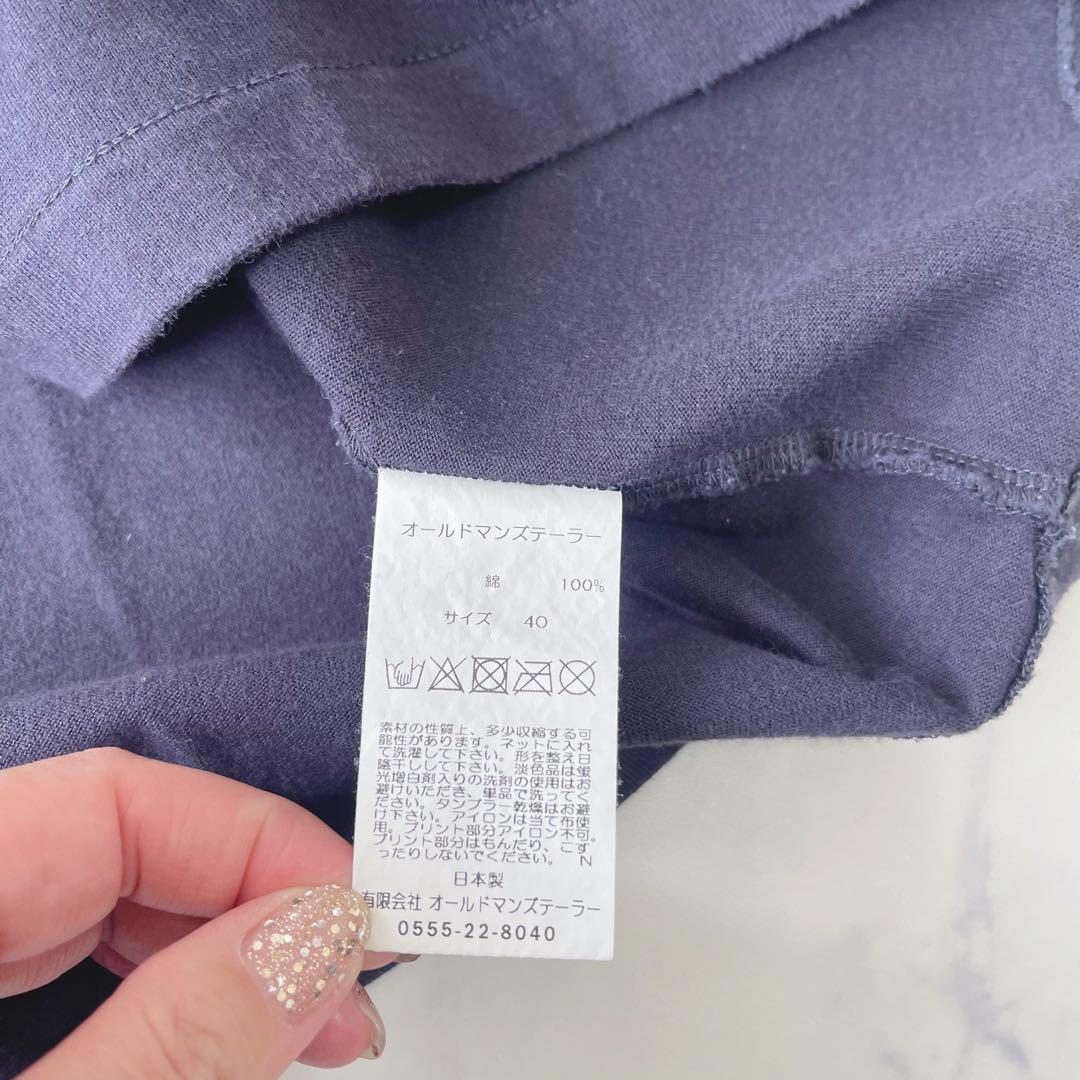 オールドマンズテーラー
綿 100%
サイズ 40
素材の性質上、多少収縮する可
能性があります。ネットに入れ
て洗濯して下さい。形を整え日
陰干しして下さい。淡色品は蛍
光増白剤入りの洗剤の使用はお
避けいただき、単品で洗ってく
ださい。タンブラー乾燥はお避
け下さい。アイロンは当て布使
用。プリント部分アイロン不可。
プリント部分はもんだり、こす
ったりしないでください。 N
日本製
有限会社 オールドマンズテーラー
0555-22-8040